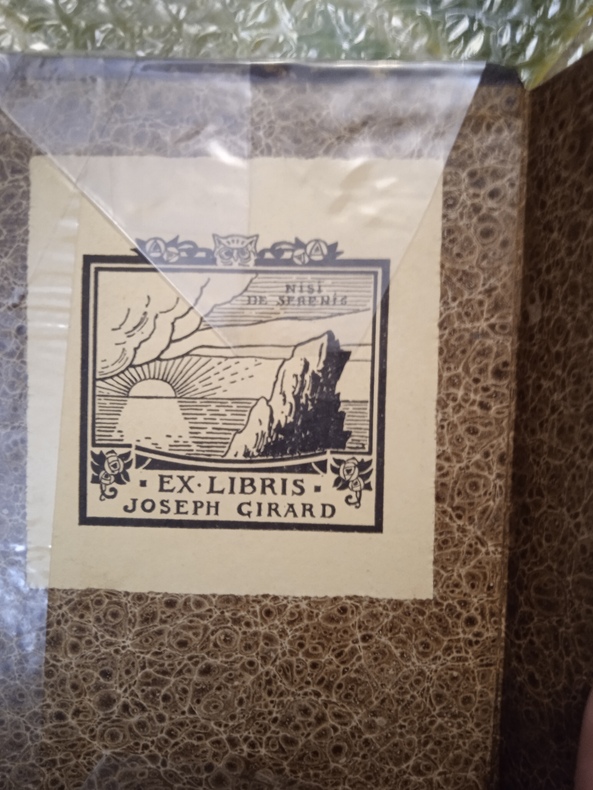 NISI
DE SERENIS
EX·LIBRIS
JOSEPH GIRARD